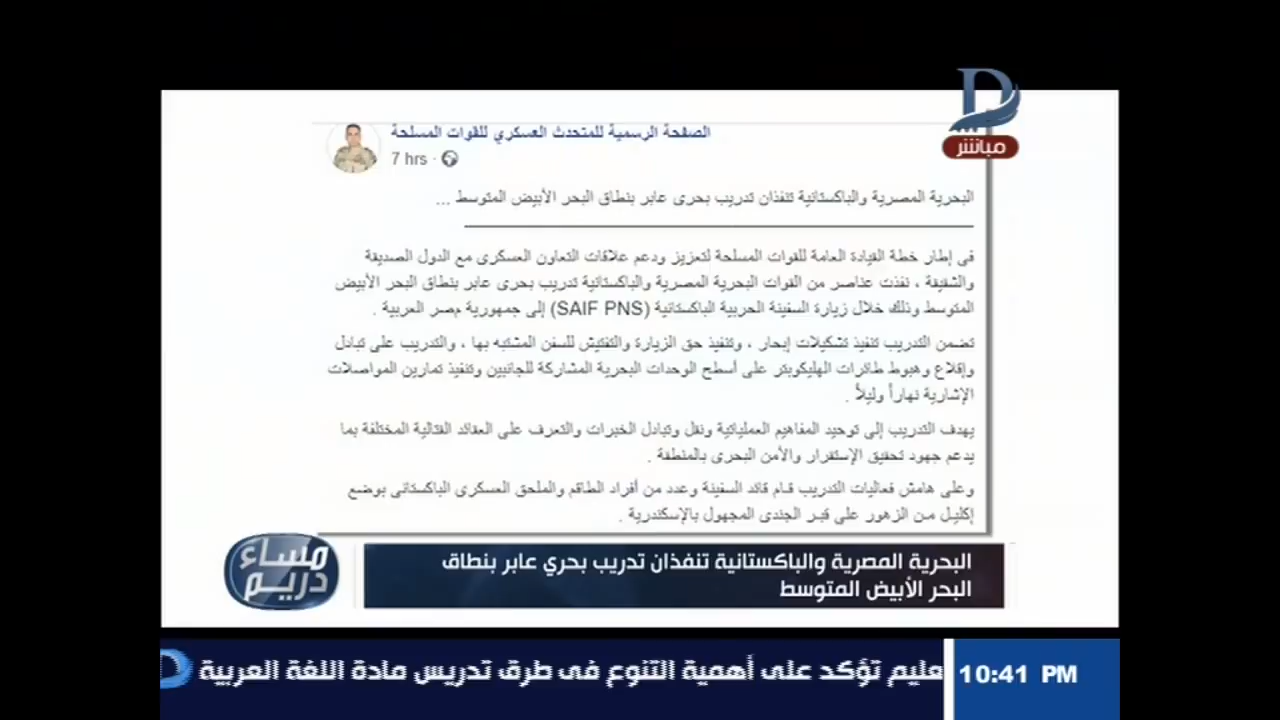 مباشر
الصفحة الرسمية للمتحدث العسكري للقوات المسلحة
7 hrs ·
البحرية المصرية والباكستانية تنفذان تدريب بحرى عابر بنطاق البحر الأبيض المتوسط ...
فى إطار خطة القيادة العامة للقوات المسلحة لتعزيز ودعم علاقات التعاون العسكرى مع الدول الصديقة
والشقيقة ، نفذت عناصر من القوات البحرية المصرية والباكستانية تدريب بحرى عابر بنطاق البحر الأبيض
المتوسط وذلك خلال زيارة السفينة الحربية الباكستانية (SAIF PNS) إلى جمهورية مصر العربية .
تضمن التدريب تنفيذ تشكيلات إبحار ، وتنفيذ حق الزيارة والتفتيش للسفن المشتبه بها ، والتدريب على تبادل
وإقلاع وهبوط طائرات الهليكوبتر على أسطح الوحدات البحرية المشاركة للجانبين وتنفيذ تمارين المواصلات
الإشارية نهاراً وليلاً .
يهدف التدريب إلى توحيد المفاهيم العملياتية ونقل وتبادل الخبرات والتعرف على العقائد القتالية المختلفة بما
يدعم جهود تحقيق الإستقرار والأمن البحرى بالمنطقة .
وعلى هامش فعاليات التدريب قام قائد السفينة وعدد من أفراد الطاقم والملحق العسكرى الباكستانى بوضع
إكليل من الزهور على قبر الجندى المجهول بالإسكندرية .
مساء
دريم
البحرية المصرية والباكستانية تنفذان تدريب بحري عابر بنطاق
البحر الأبيض المتوسط
عليم تؤكد على أهمية التنوع فى طرق تدريس مادة اللغة العربية
10:41 PM